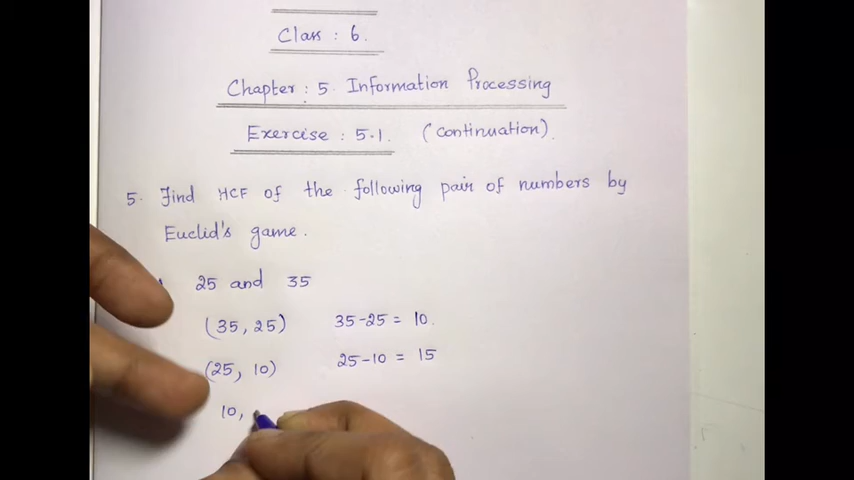 Class : 6.
Chapter : 5. Information Processing
Exercise : 5.1. (continuation).
5. Find HCF of the following pair of numbers by
Euclid's game.
25 and 35
(35, 25) 35-25 = 10.
(25, 10) 25-10 = 15
10,